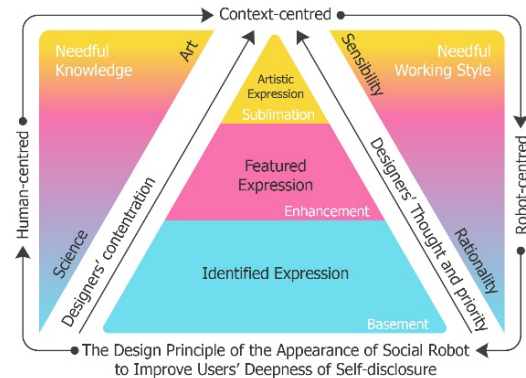 Context-centred
Needful
Knowledge
Art
Sensibility
Needful
Working Style
Artistic
Expression
Sublimation
Human-centred
Designers' contentration
Featured
Expression
Enhancement
Designers' Thought and priority
Robot-centred
Science
Rationality
Identified Expression
Basement
The Design Principle of the Appearance of Social Robot
to Improve Users' Deepness of Self-disclosure